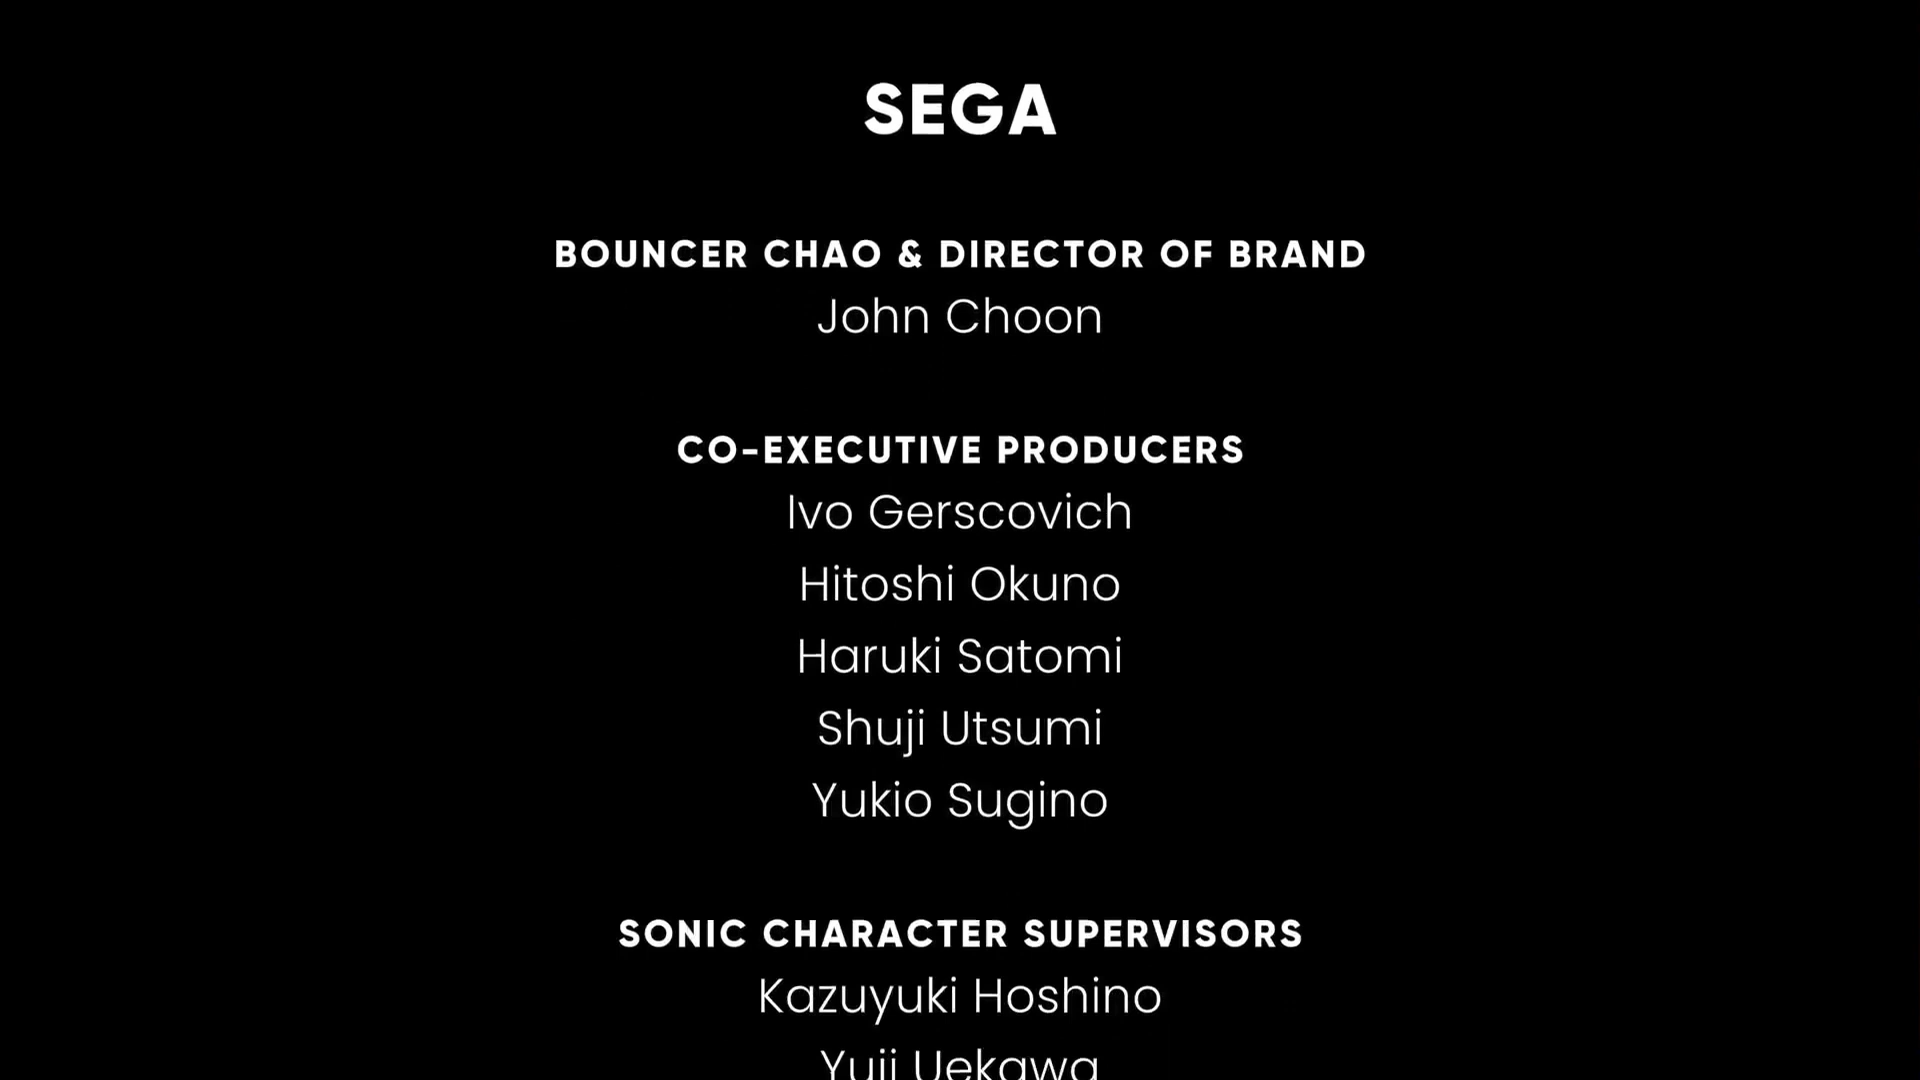 SEGA
BOUNCER CHAO & DIRECTOR OF BRAND
John Choon
CO-EXECUTIVE PRODUCERS
Ivo Gerscovich
Hitoshi Okuno
Haruki Satomi
Shuji Utsumi
Yukio Sugino
SONIC CHARACTER SUPERVISORS
Kazuyuki Hoshino
Yuji Uekawa